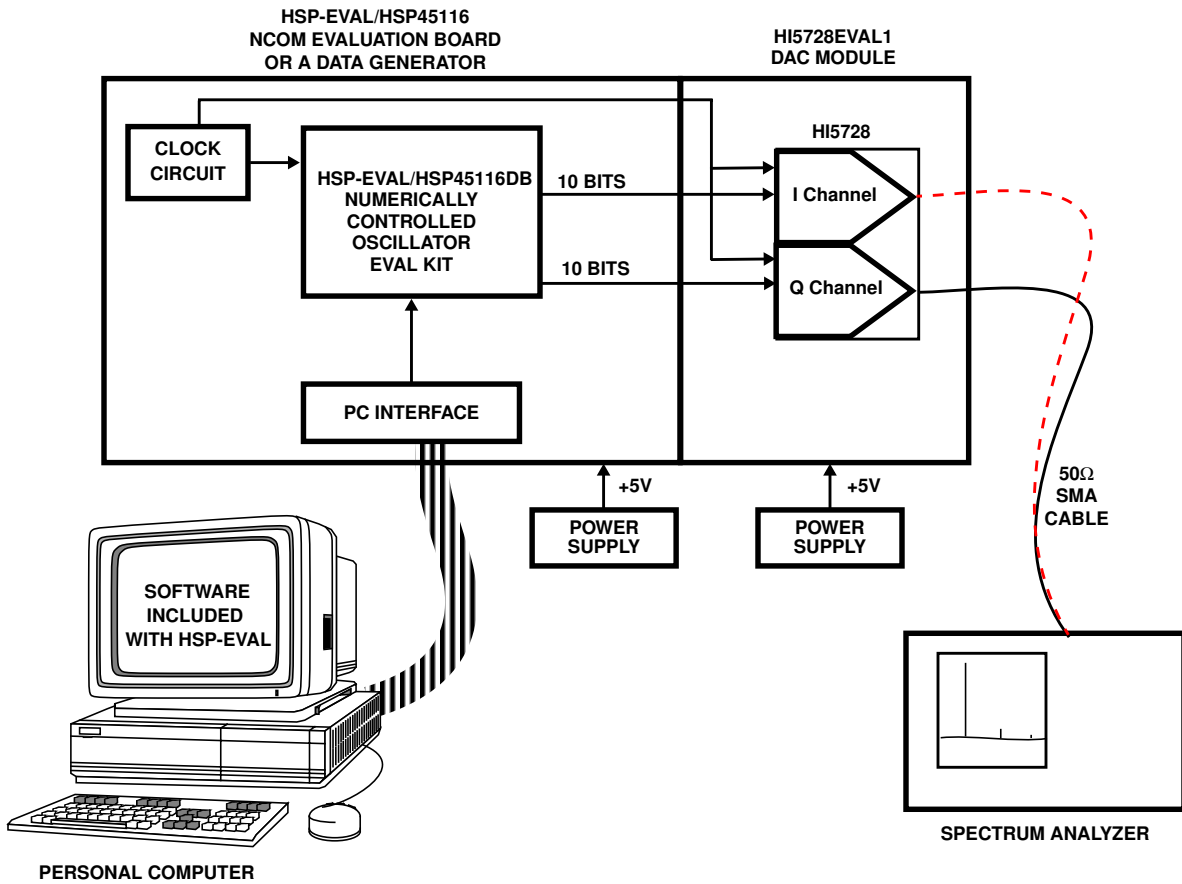 HSP-EVAL/HSP45116
NCOM EVALUATION BOARD
OR A DATA GENERATOR
HI5728EVAL1
DAC MODULE
CLOCK
CIRCUIT
HSP-EVAL/HSP45116DB
NUMERICALLY
CONTROLLED
OSCILLATOR
EVAL KIT
10 BITS
10 BITS
HI5728
I Channel
Q Channel
PC INTERFACE
+5V
POWER
SUPPLY
+5V
POWER
SUPPLY
50Ω
SMA
CABLE
SOFTWARE
INCLUDED
WITH HSP-EVAL
PERSONAL COMPUTER
SPECTRUM ANALYZER